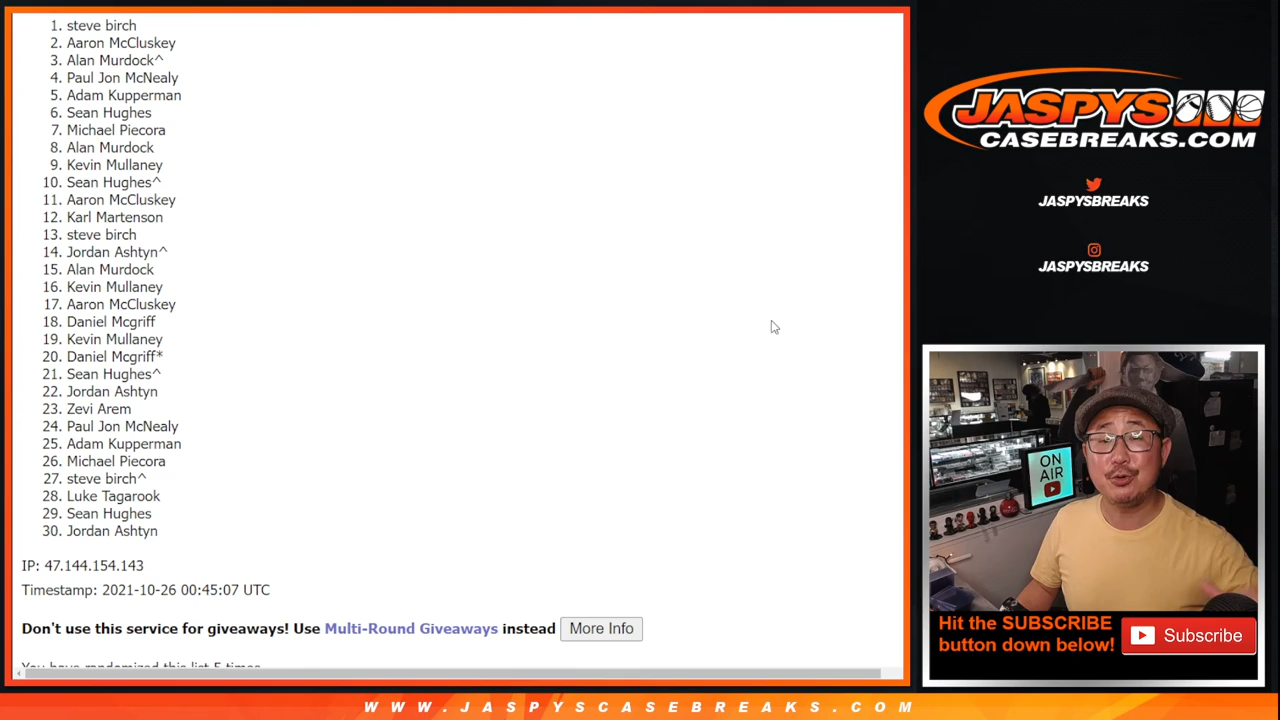 1. steve birch
2. Aaron McCluskey
3. Alan Murdock^
4. Paul Jon McNealy
5. Adam Kupperman
6. Sean Hughes
7. Michael Piecora
8. Alan Murdock
9. Kevin Mullaney
10. Sean Hughes^
11. Aaron McCluskey
12. Karl Martenson
13. steve birch
14. Jordan Ashtyn^
15. Alan Murdock
16. Kevin Mullaney
17. Aaron McCluskey
18. Daniel Mcgriff
19. Kevin Mullaney
20. Daniel Mcgriff*
21. Sean Hughes^
22. Jordan Ashtyn
23. Zevi Arem
24. Paul Jon McNealy
25. Adam Kupperman
26. Michael Piecora
27. steve birch^
28. Luke Tagarook
29. Sean Hughes
30. Jordan Ashtyn
IP: 47.144.154.143
Timestamp: 2021-10-26 00:45:07 UTC
Don't use this service for giveaways! Use Multi-Round Giveaways instead More Info
You have randomized this list 5 times
JASPYS
CASEBREAKS.COM
JASPYSBREAKS
JASPYSBREAKS
ON
AIR
Hit the SUBSCRIBE
button down below!
Subscribe
WWW.JASPYSCASEBREAKS.COM